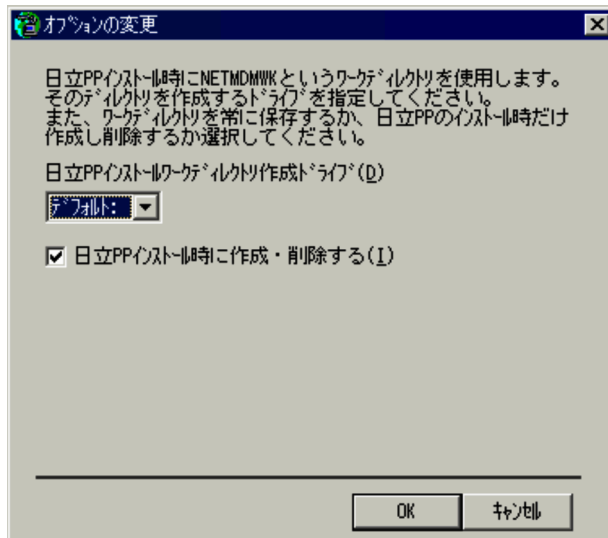 ｵﾌﾟｼｮﾝの変更
日立PPｲﾝｽﾄｰﾙ時にNETMDMWKというﾜｰｸﾃﾞｨﾚｸﾄﾘを使用します。
そのﾃﾞｨﾚｸﾄﾘを作成するﾄﾞﾗｲﾌﾞを指定してください。
また、ﾜｰｸﾃﾞｨﾚｸﾄﾘを常に保存するか、日立PPのｲﾝｽﾄｰﾙ時だけ
作成し削除するか選択してください。
日立PPｲﾝｽﾄｰﾙﾜｰｸﾃﾞｨﾚｸﾄﾘ作成ﾄﾞﾗｲﾌﾞ(D)
ﾃﾞﾌｫﾙﾄ:
日立PPｲﾝｽﾄｰﾙ時に作成・削除する(I)
OK
ｷｬﾝｾﾙ